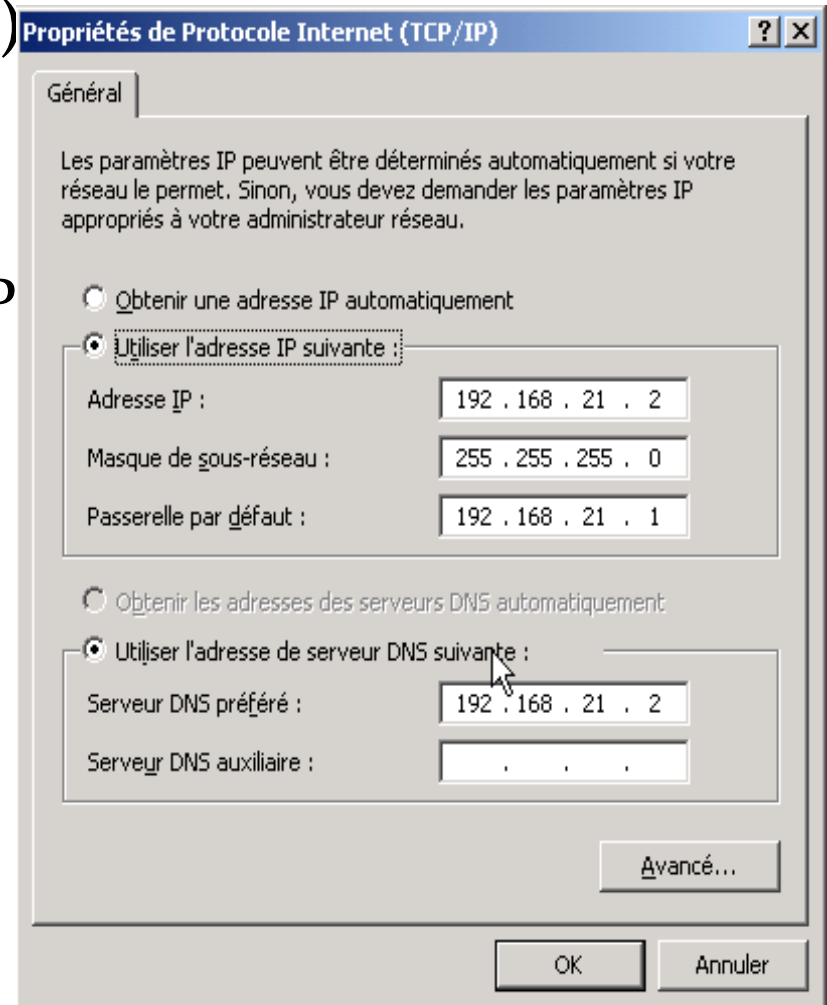 )
Propriétés de Protocole Internet (TCP/IP)
Général
Les paramètres IP peuvent être déterminés automatiquement si votre
réseau le permet. Sinon, vous devez demander les paramètres IP
appropriés à votre administrateur réseau.
P
Obtenir une adresse IP automatiquement
Utiliser l'adresse IP suivante :
Adresse IP : 192 . 168 . 21 . 2
Masque de sous-réseau : 255 . 255 . 255 . 0
Passerelle par défaut : 192 . 168 . 21 . 1
Obtenir les adresses des serveurs DNS automatiquement
Utiliser l'adresse de serveur DNS suivante :
Serveur DNS préféré : 192 . 168 . 21 . 2
Serveur DNS auxiliaire : . . .
Avancé...
OK Annuler